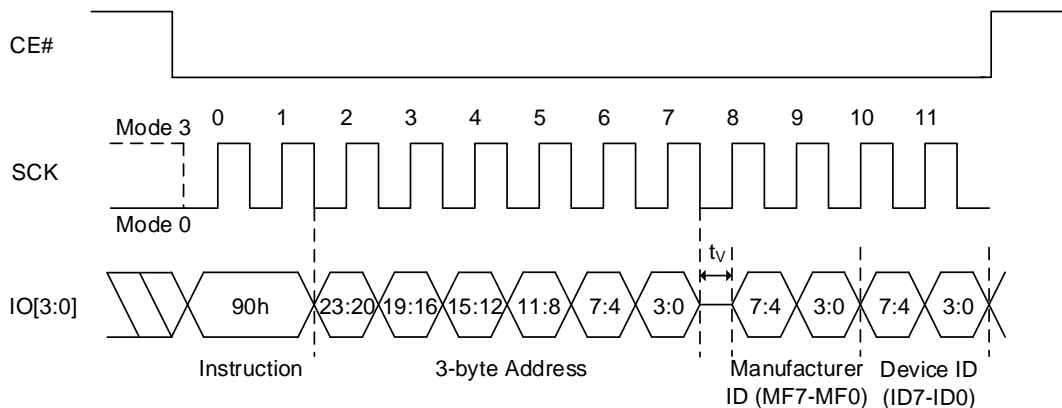 CE#
0 1 2 3 4 5 6 7 8 9 10 11
Mode 3
SCK
Mode 0
tV
IO[3:0] 90h 23:20 19:16 15:12 11:8 7:4 3:0 7:4 3:0 7:4 3:0
Instruction 3-byte Address Manufacturer Device ID
ID (MF7-MF0) (ID7-ID0)